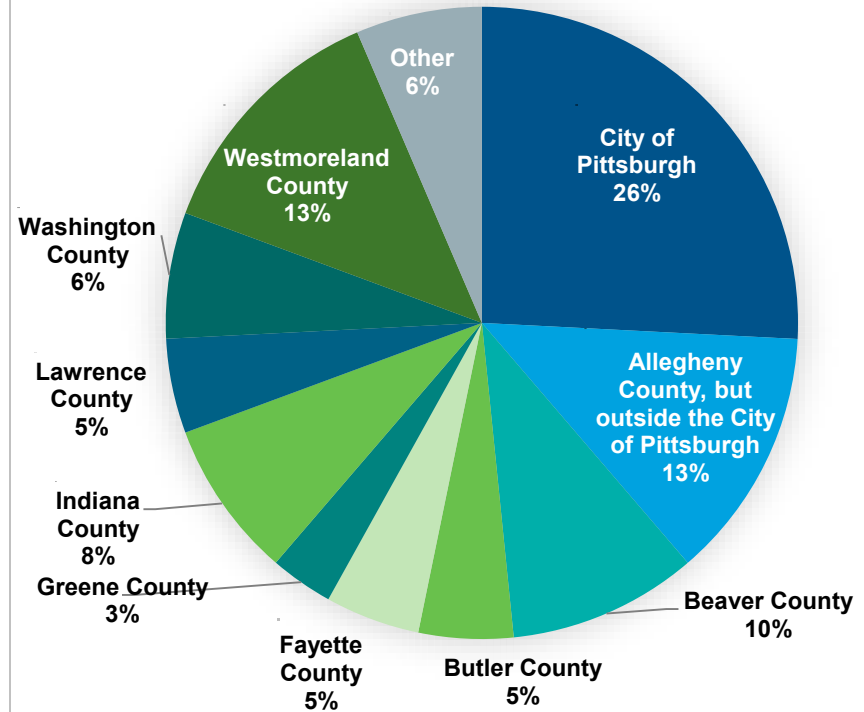 Other
6%
City of
Pittsburgh
26%
Westmoreland
County
13%
Washington
County
6%
Allegheny
County, but
outside the City
of Pittsburgh
13%
Lawrence
County
5%
Indiana
County
8%
Greene County
3%
Beaver County
10%
Fayette
County
5%
Butler County
5%